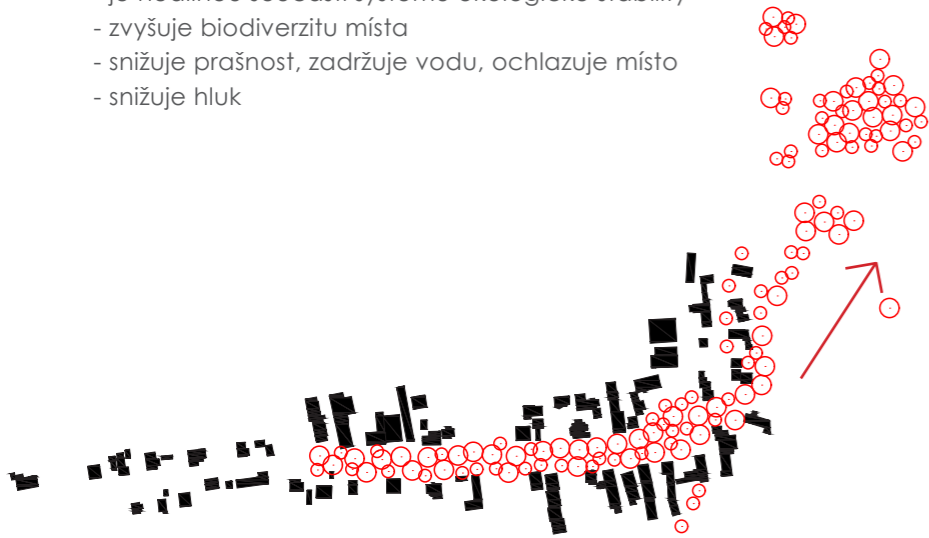 - zvyšuje biodiverzitu místa
- snižuje prašnost, zadržuje vodu, ochlazuje místo
- snižuje hluk